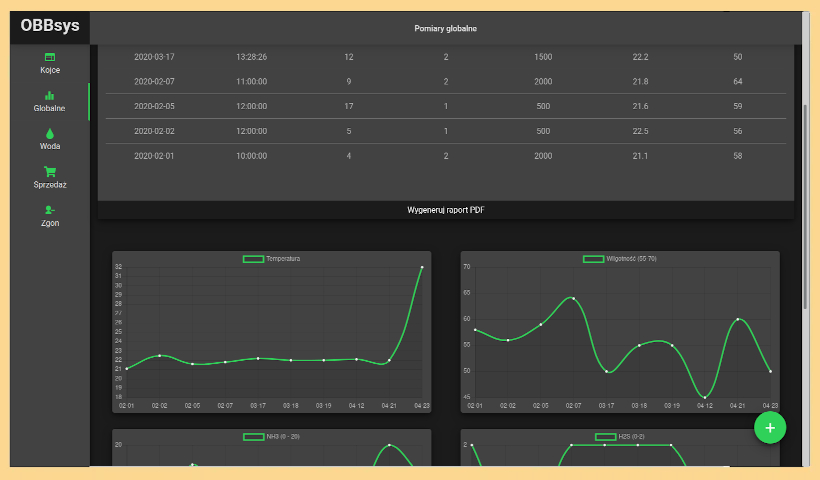 OBBsys
Pomiary globalne
Kojce
Globalne
Woda
Sprzedaż
Zgon
2020-03-17 13:28:26 12 2 1500 22.2 50
2020-02-07 11:00:00 9 2 2000 21.8 64
2020-02-05 12:00:00 17 1 500 21.6 59
2020-02-02 12:00:00 5 1 500 22.5 56
2020-02-01 10:00:00 4 2 2000 21.1 58
Wygeneruj raport PDF
Temperatura
32
31
30
29
28
27
26
25
24
23
22
21
20
19
18
02-01 02-02 02-05 02-07 03-17 03-18 03-19 04-12 04-21 04-23
Wilgotność (55-70)
70
65
60
55
50
45
02-01 02-02 02-05 02-07 03-17 03-18 03-19 04-12 04-21 04-23
+
NH3 (0 - 20)
20
H2S (0-2)
2